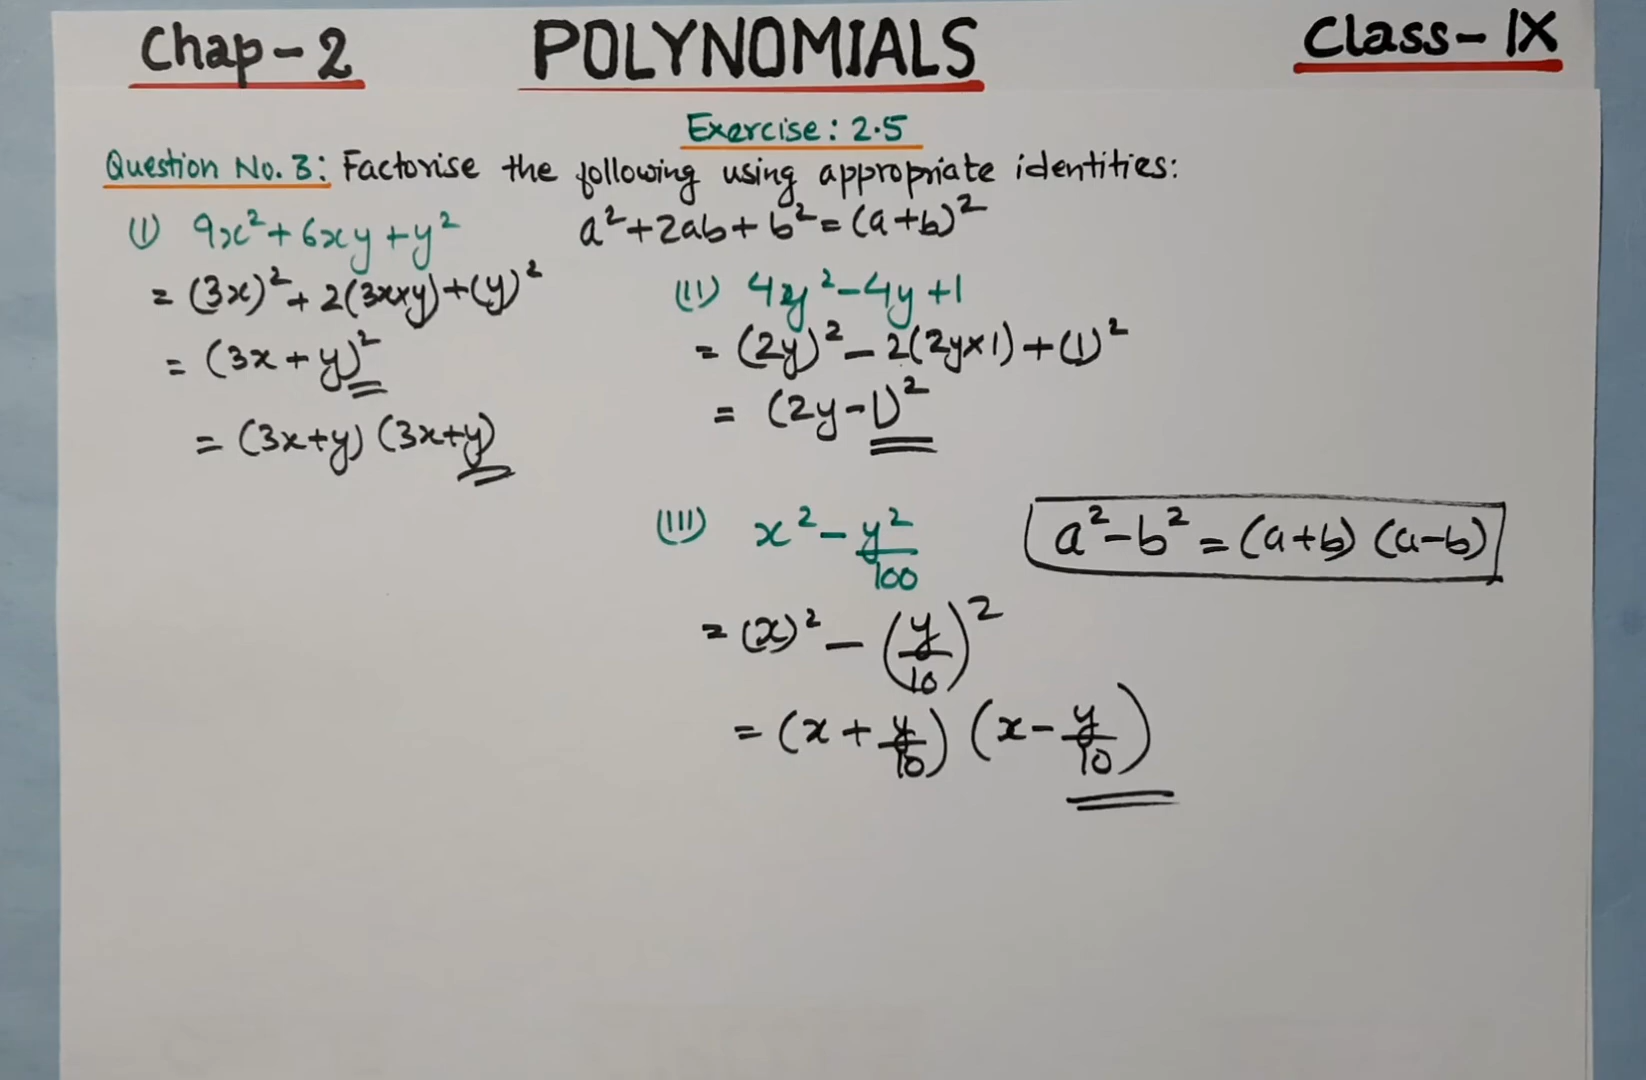 Chap-2 POLYNOMIALS Class-IX
Exercise: 2.5
Question No. 3: Factorise the following using appropriate identities:
(I) 9x²+6xy+y² a²+2ab+b²=(a+b)²
= (3x)²+2(3x×y)+(y)²
= (3x+y)²
= (3x+y) (3x+y)
(II) 4y²-4y+1
= (2y)²-2(2y×1)+(1)²
= (2y-1)²
(III) x²-y²/100 a²-b²=(a+b) (a-b)
= (x)²-(y/10)²
= (x+y/10) (x-y/10)